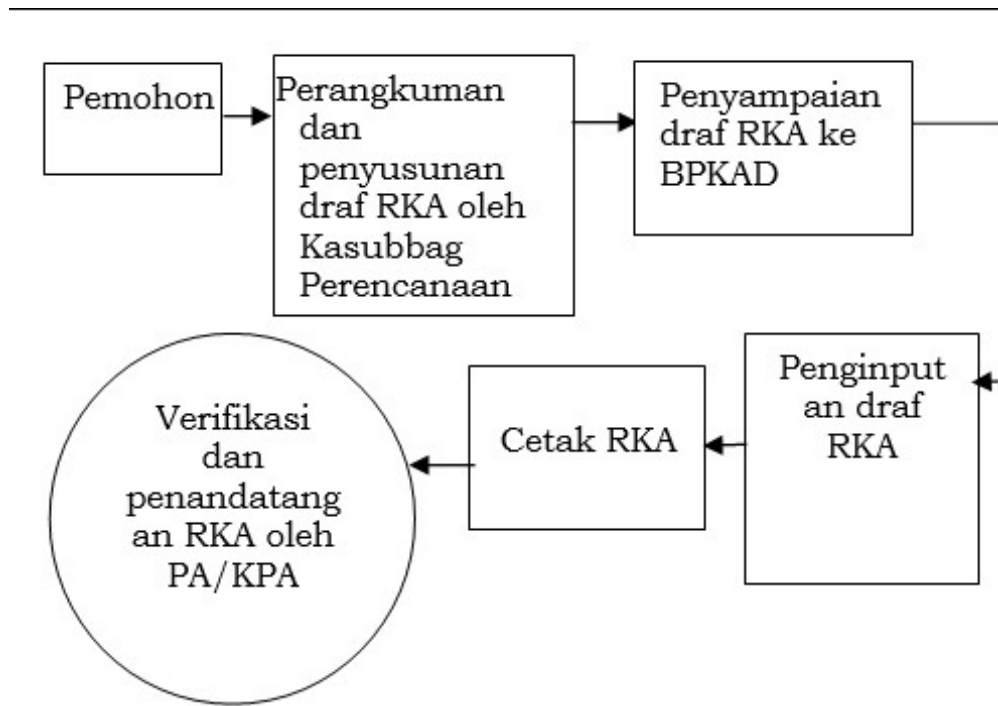 Pemohon
Perangkuman
dan
penyusunan
draf RKA oleh
Kasubbag
Perencanaan
Penyampaian
draf RKA ke
BPKAD
Penginput
an draf
RKA
Cetak RKA
Verifikasi
dan
penandatang
an RKA oleh
PA/KPA